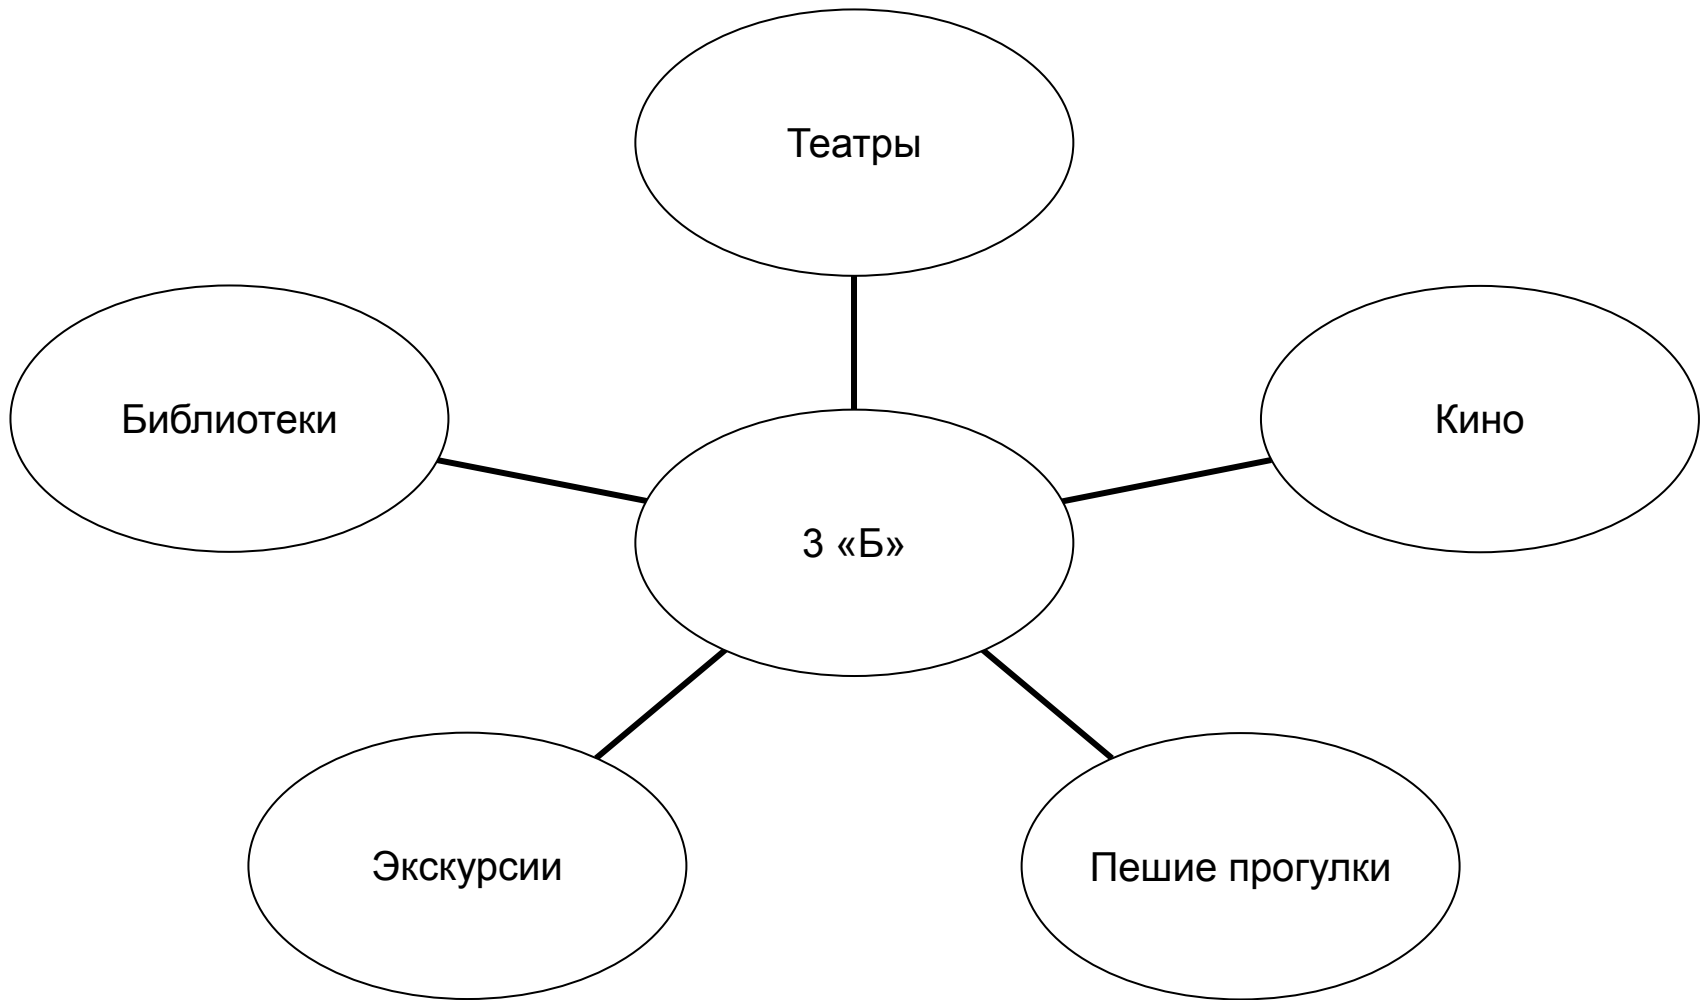 Театры
Библиотеки
Кино
3 «Б»
Экскурсии
Пешие прогулки